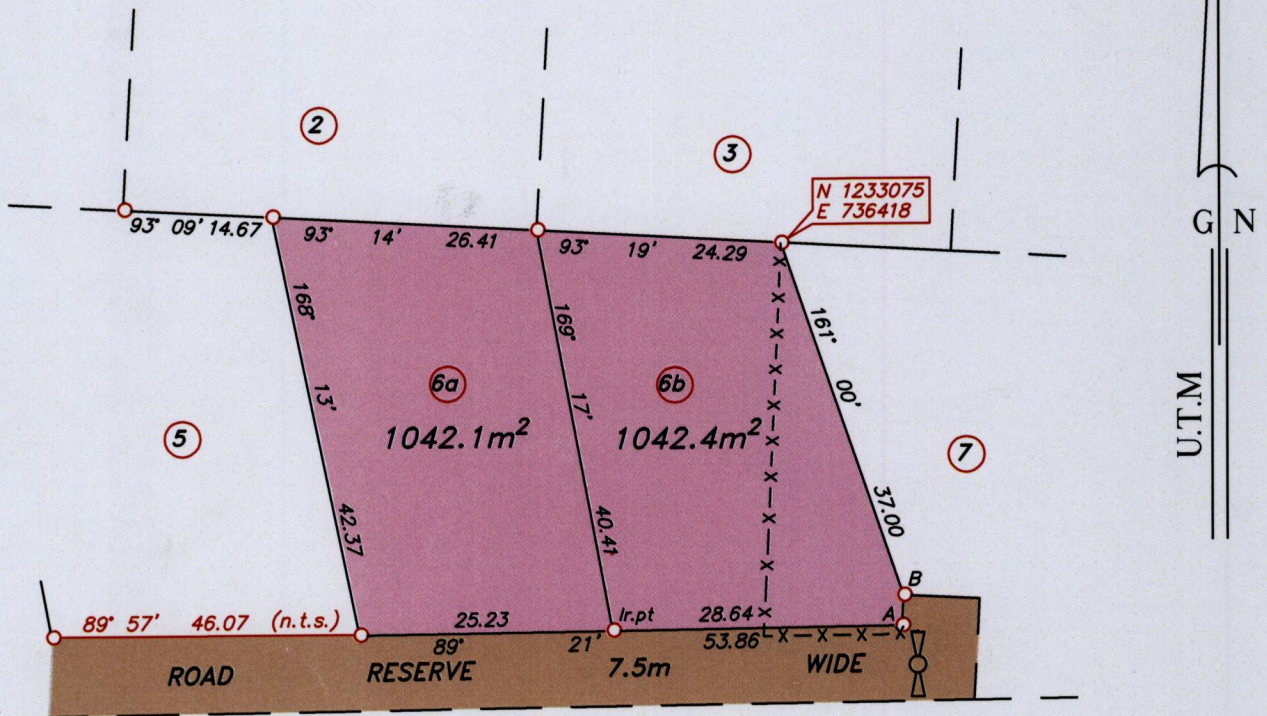 2
3
N 1233075
E 736418
G N
U.T.M
93° 09' 14.67
93° 14' 26.41
93° 19' 24.29
168° 13' 42.37
169° 17' 40.41
161° 00' 37.00
5
6a
1042.1m²
6b
1042.4m²
7
B
A
Ir.pt
89° 57' 46.07 (n.t.s.)
25.23
28.64
89° 21' 53.86
ROAD RESERVE 7.5m WIDE